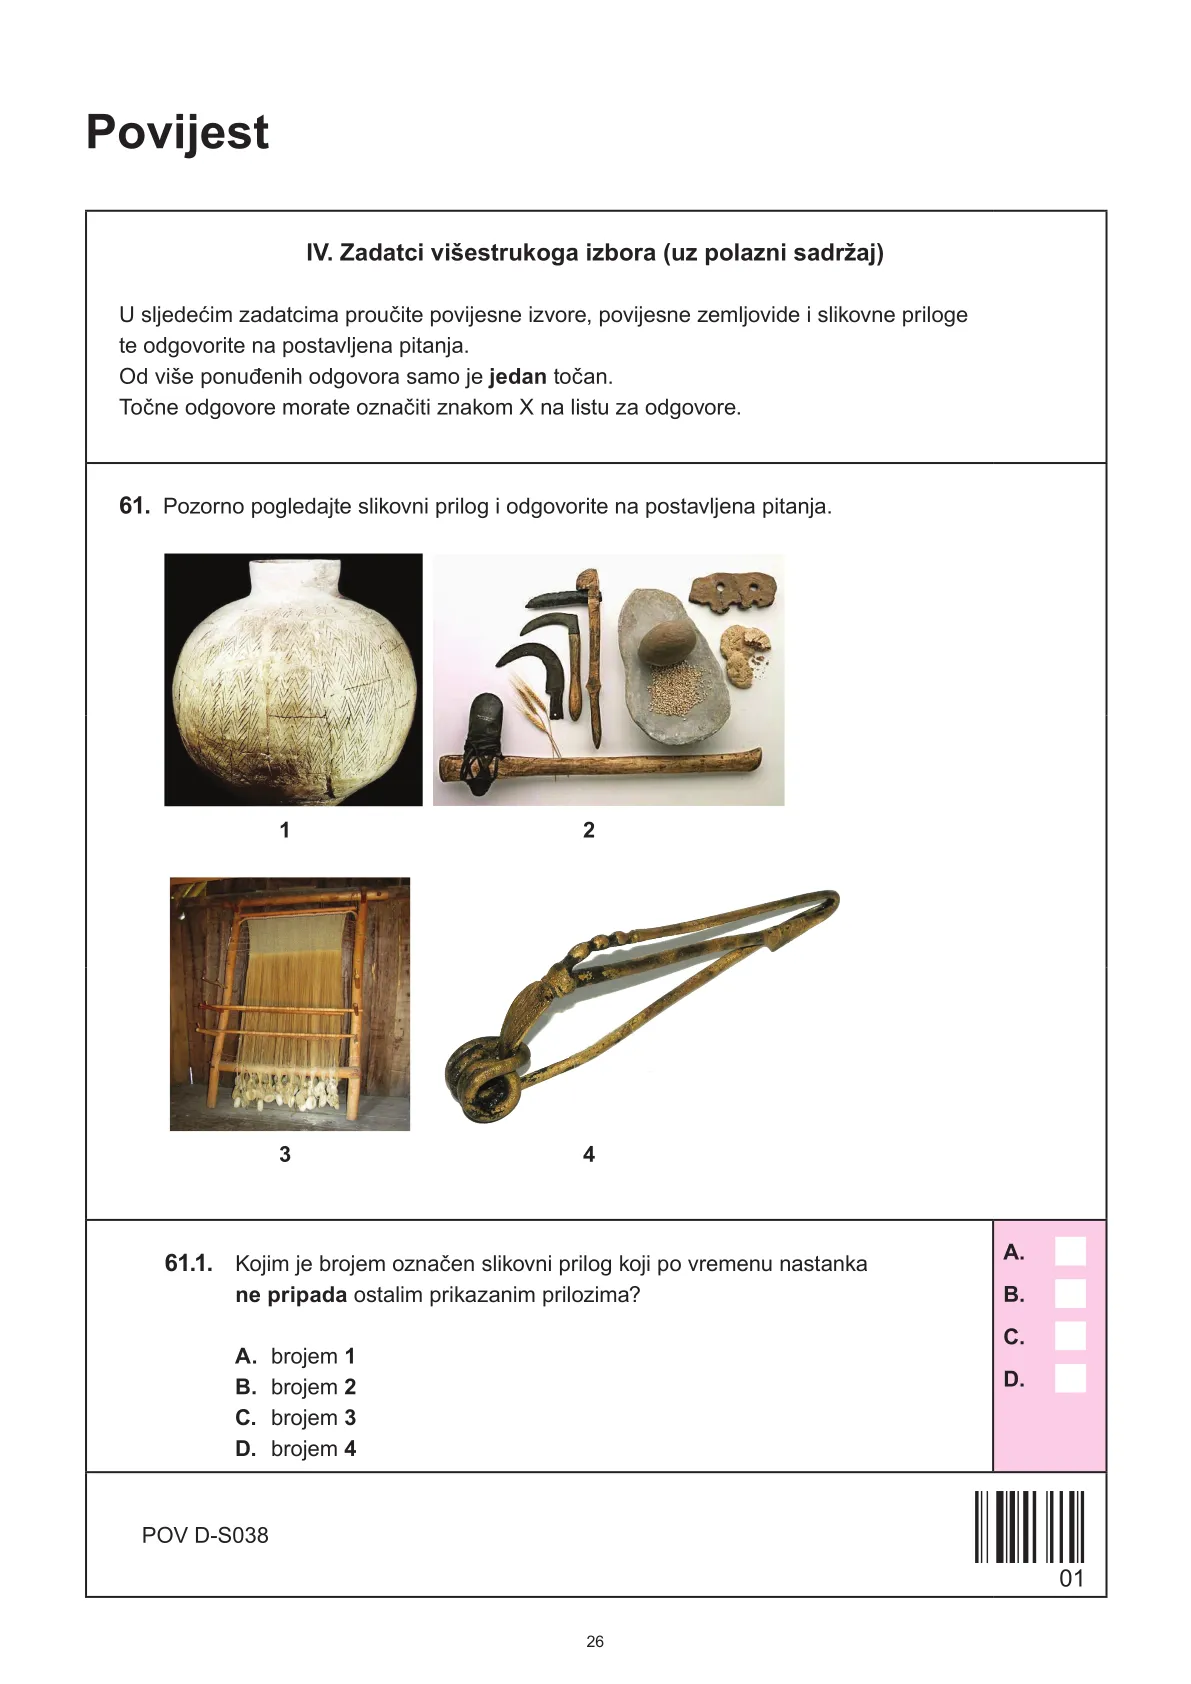 Povijest
IV. Zadatci višestrukoga izbora (uz polazni sadržaj)
U sljedećim zadatcima proučite povijesne izvore, povijesne zemljovide i slikovne priloge
te odgovorite na postavljena pitanja.
Od više ponuđenih odgovora samo je jedan točan.
Točne odgovore morate označiti znakom X na listu za odgovore.
61. Pozorno pogledajte slikovni prilog i odgovorite na postavljena pitanja.
1
2
3
4
61.1. Kojim je brojem označen slikovni prilog koji po vremenu nastanka
ne pripada ostalim prikazanim prilozima?
A. brojem 1
B. brojem 2
C. brojem 3
D. brojem 4
A.
B.
C.
D.
POV D-S038
01
26